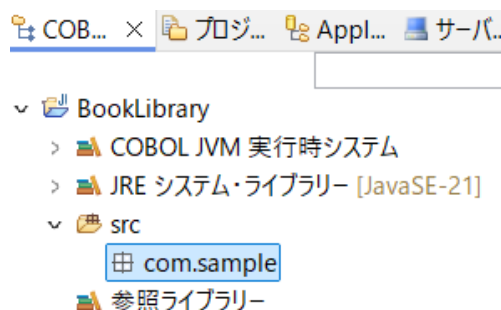 COB... プロジ... Appl... サーバ...
BookLibrary
COBOL JVM 実行時システム
JRE システム・ライブラリー [JavaSE-21]
src
com.sample
参照ライブラリー